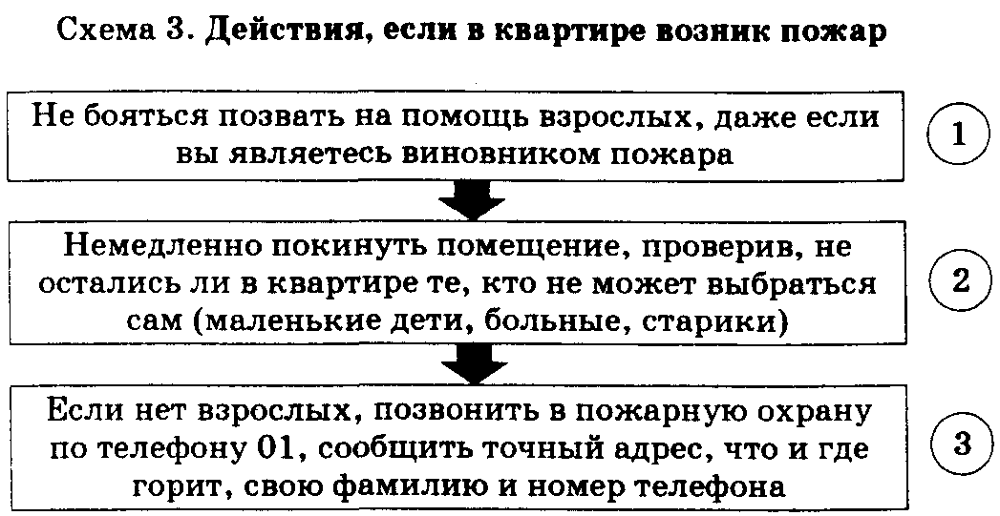 Схема 3. Действия, если в квартире возник пожар
Не бояться позвать на помощь взрослых, даже если
вы являетесь виновником пожара
1
Немедленно покинуть помещение, проверив, не
остались ли в квартире те, кто не может выбраться
сам (маленькие дети, больные, старики)
2
Если нет взрослых, позвонить в пожарную охрану
по телефону 01, сообщить точный адрес, что и где
горит, свою фамилию и номер телефона
3